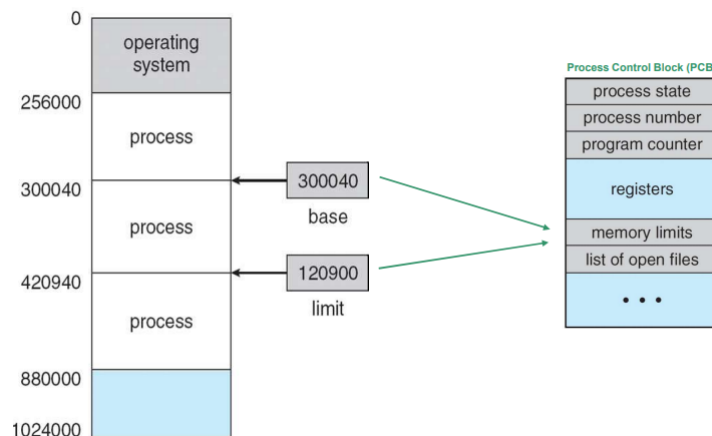 0
operating
system
256000
process
300040
process
420940
process
880000
1024000
300040
base
120900
limit
Process Control Block (PCB
process state
process number
program counter
registers
memory limits
list of open files
• • •